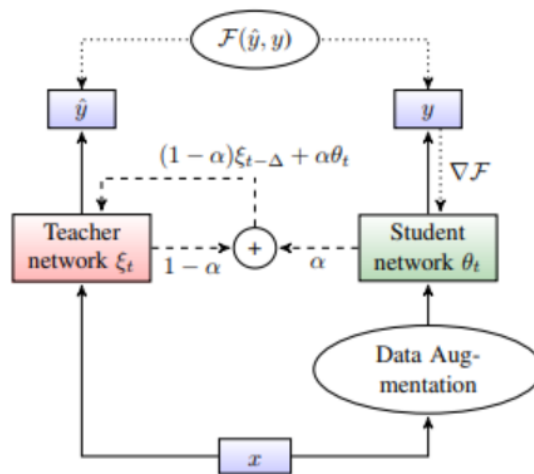 F(ŷ, y)
ŷ
y
(1 − α)ξ_{t−Δ} + αθ_t
∇F
Teacher
network ξ_t
1 − α
+
α
Student
network θ_t
Data Aug-
mentation
x